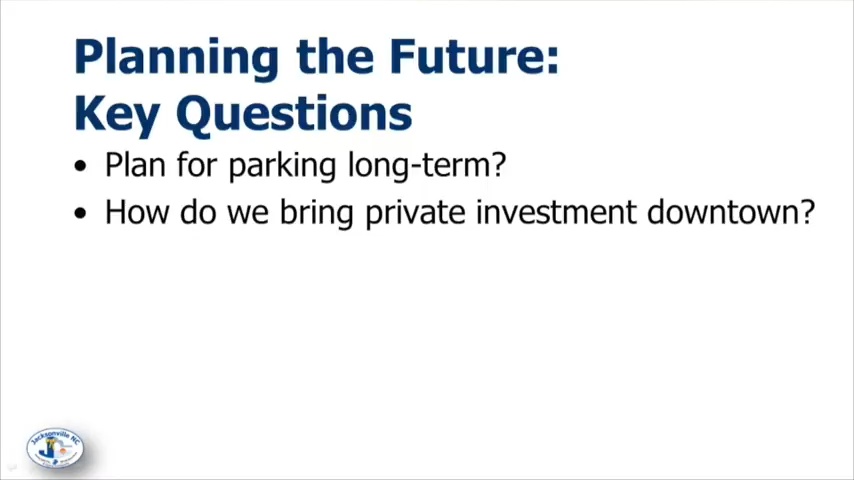 Planning the Future:
Key Questions
• Plan for parking long-term?
• How do we bring private investment downtown?
Jacksonville NC